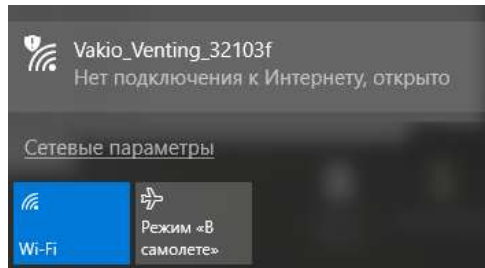 Vakio_Venting_32103f
Нет подключения к Интернету, открыто
Сетевые параметры
Wi-Fi
Режим «В
самолете»